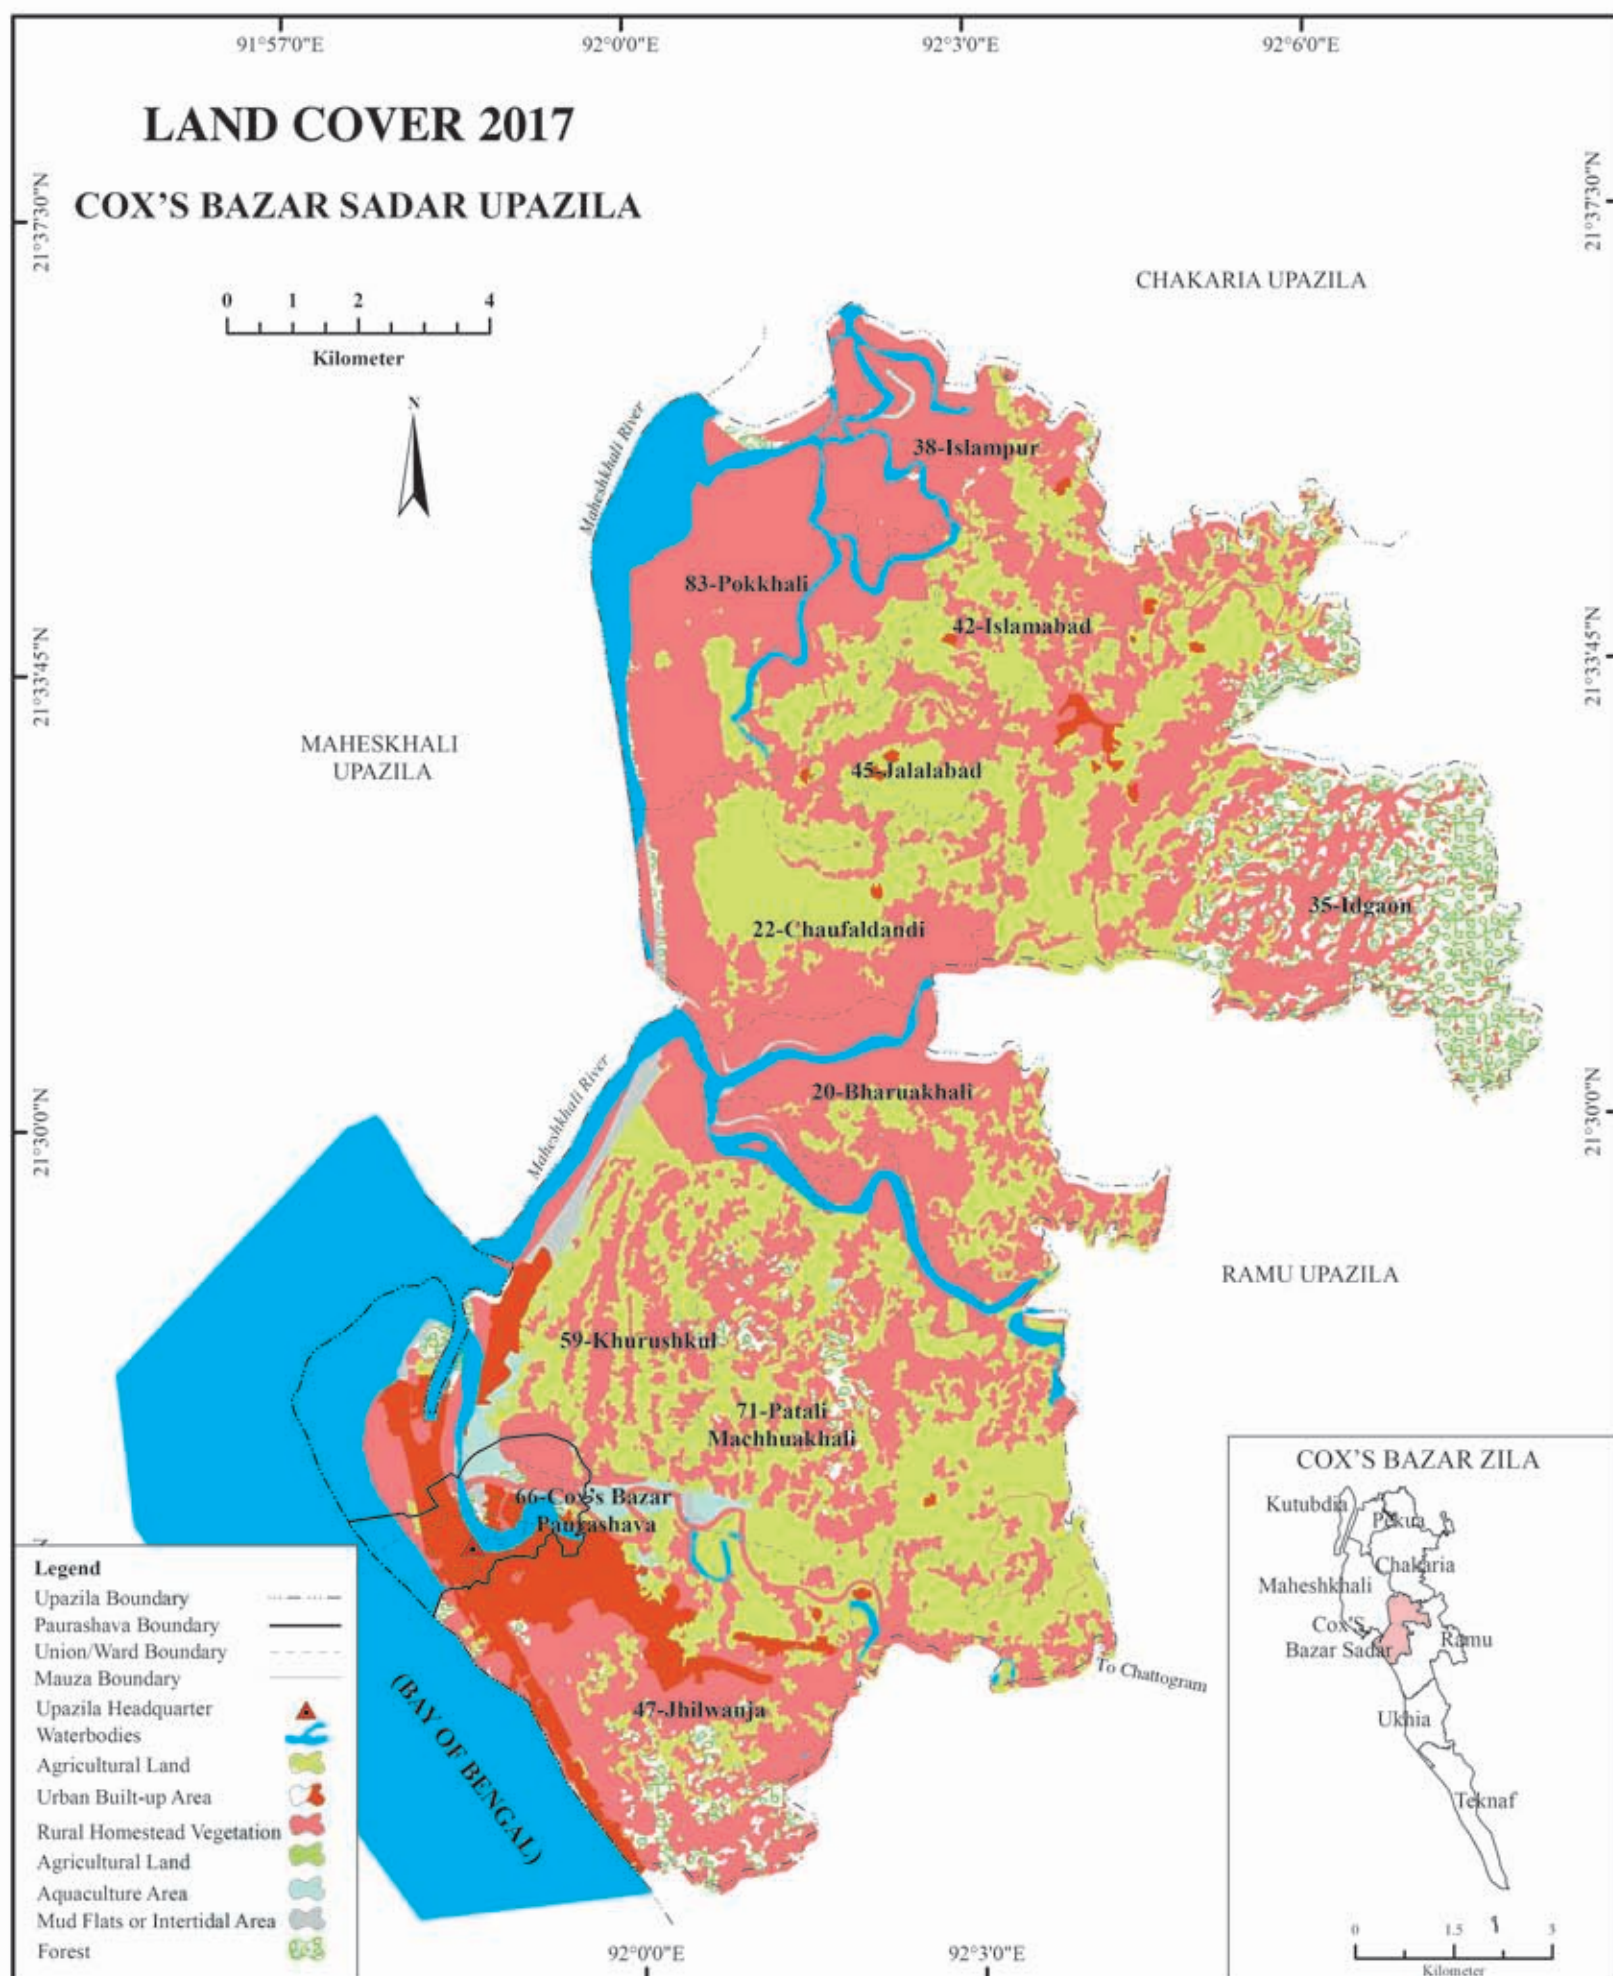 91°57'0"E
92°0'0"E
92°3'0"E
92°6'0"E
LAND COVER 2017
COX'S BAZAR SADAR UPAZILA
21°37'30"N
21°37'30"N
CHAKARIA UPAZILA
0 1 2 4
Kilometer
N
Maheshkhali River
38-Islampur
83-Pokkhali
42-Islamabad
21°33'45"N
21°33'45"N
MAHESKHALI
UPAZILA
45-Jalalabad
35-Idgaon
22-Chaufaldandi
Maheshkhali River
20-Bharuakhali
21°30'0"N
21°30'0"N
RAMU UPAZILA
59-Khurushkul
71-Patali
Machhuakhali
66-Cox's Bazar
Paurashava
47-Jhilwanja
To Chattogram
(BAY OF BENGAL)
Legend
Upazila Boundary
Paurashava Boundary
Union/Ward Boundary
Mauza Boundary
Upazila Headquarter
Waterbodies
Agricultural Land
Urban Built-up Area
Rural Homestead Vegetation
Agricultural Land
Aquaculture Area
Mud Flats or Intertidal Area
Forest
COX'S BAZAR ZILA
Kutubdia
Pekua
Chakaria
Maheshkhali
Cox'S
Bazar Sadar
Ramu
Ukhia
Teknaf
0 1.5 3
Kilometer
92°0'0"E
92°3'0"E